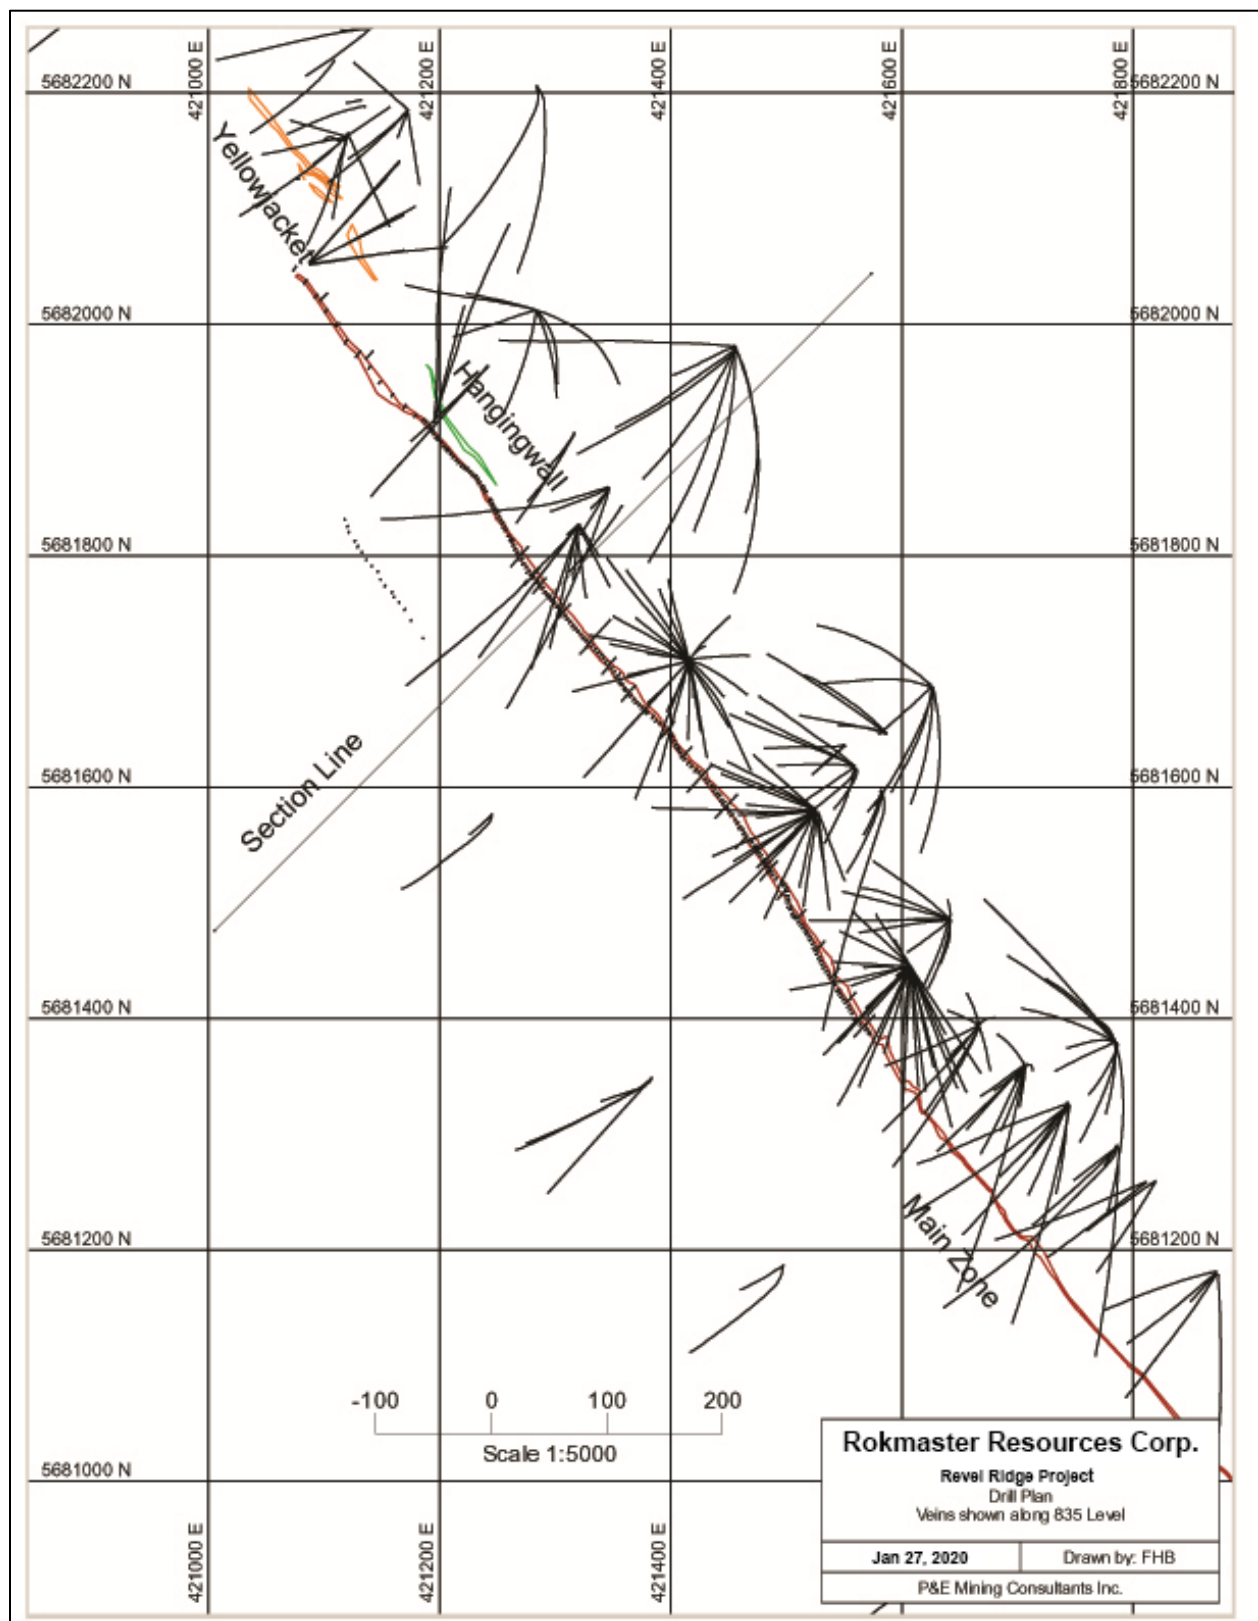 421000 E
421200 E
421400 E
421600 E
421800 E
5682200 N
5682200 N
Yellowjacket
5682000 N
5682000 N
Hangingwall
5681800 N
5681800 N
Section Line
5681600 N
5681600 N
5681400 N
5681400 N
Main Zone
5681200 N
5681200 N
-100 0 100 200
Scale 1:5000
5681000 N
421000 E
421200 E
421400 E
Rokmaster Resources Corp.
Revel Ridge Project
Drill Plan
Veins shown along 835 Level
Jan 27, 2020
Drawn by: FHB
P&E Mining Consultants Inc.